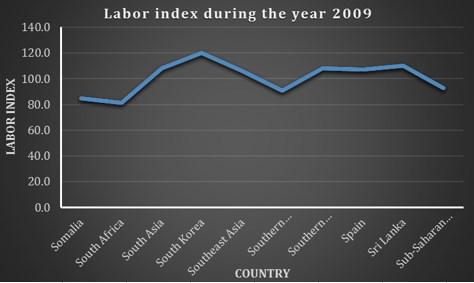 Labor index during the year 2009
140.0
120.0
100.0
80.0
60.0
40.0
20.0
0.0
LABOR INDEX
Somalia
South Africa
South Asia
South Korea
Southeast Asia
Southern...
Southern...
Spain
Sri Lanka
Sub-Saharan...
COUNTRY